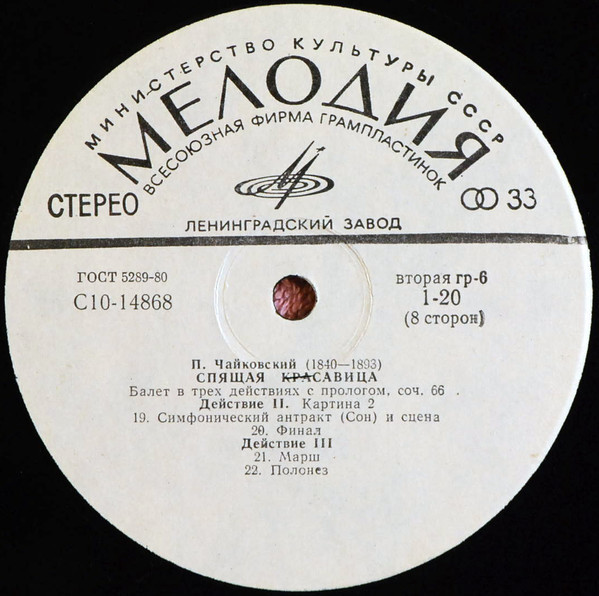 МИНИСТЕРСТВО КУЛЬТУРЫ СССР
МЕЛОДИЯ
ВСЕСОЮЗНАЯ ФИРМА ГРАМПЛАСТИНОК
СТЕРЕО
33
ЛЕНИНГРАДСКИЙ ЗАВОД
ГОСТ 5289-80
С10-14868
вторая гр-6
1-20
(8 сторон)
П. Чайковский (1840—1893)
СПЯЩАЯ КРАСАВИЦА
Балет в трех действиях с прологом, соч. 66 .
Действие II. Картина 2
19. Симфонический антракт (Сон) и сцена
20. Финал
Действие III
21. Марш
22. Полонез